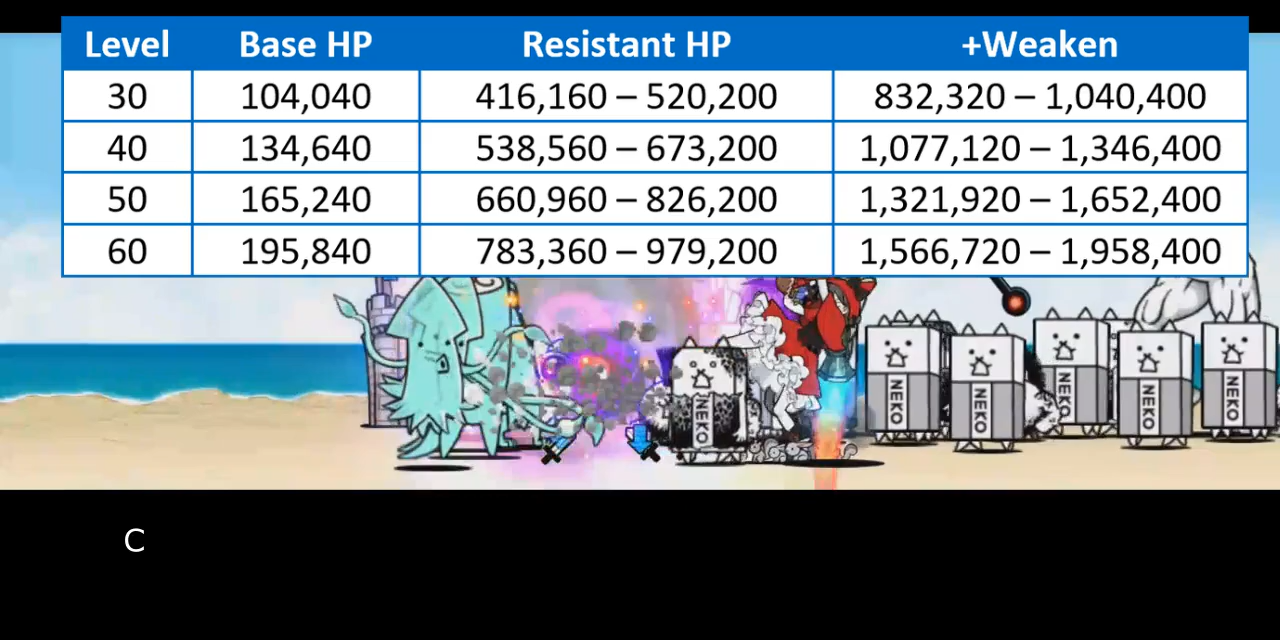 Level Base HP Resistant HP +Weaken
30 104,040 416,160 – 520,200 832,320 – 1,040,400
40 134,640 538,560 – 673,200 1,077,120 – 1,346,400
50 165,240 660,960 – 826,200 1,321,920 – 1,652,400
60 195,840 783,360 – 979,200 1,566,720 – 1,958,400
NEKO NEKO NEKO NEKO NEKO NEKO
C